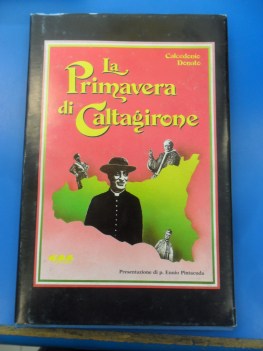 Calcedonio
Donato
La
Primavera
di
Caltagirone
Presentazione di p. Ennio Pintacuda